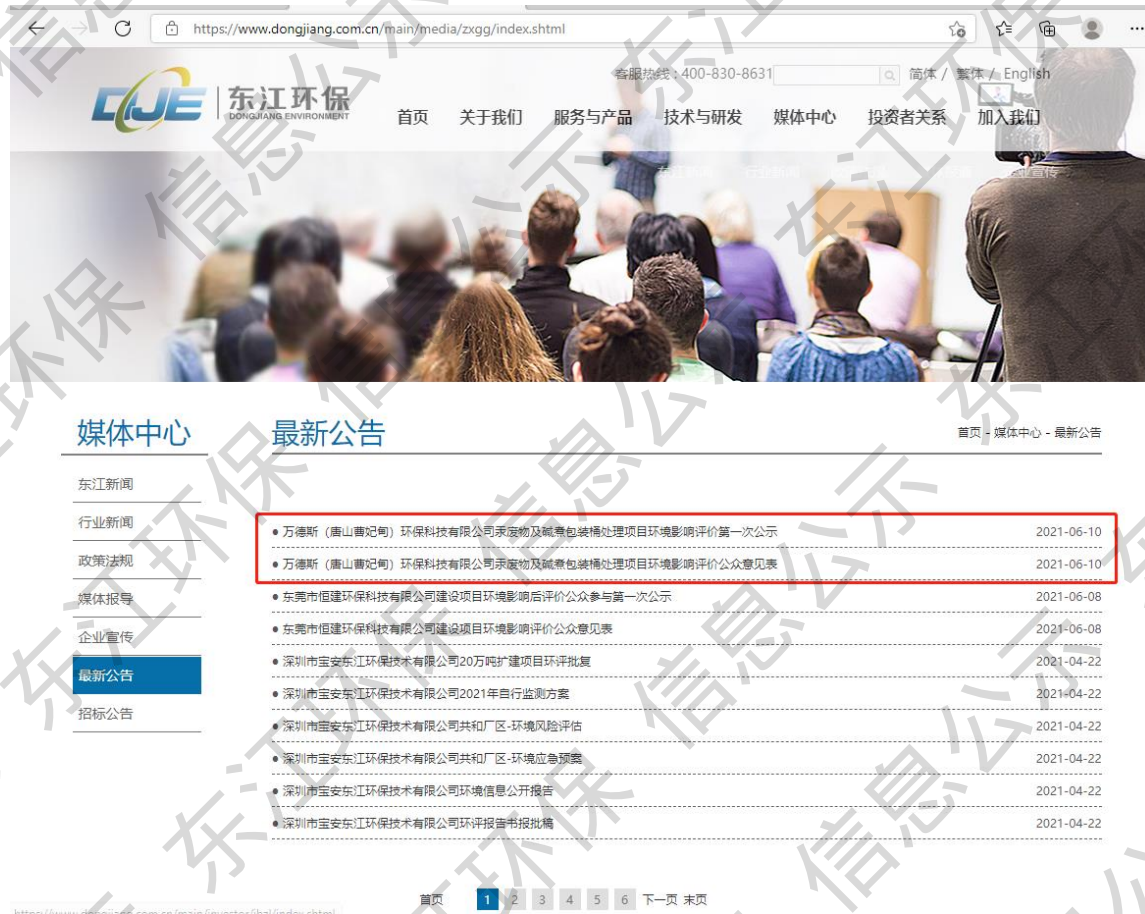 https://www.dongjiang.com.cn/main/media/zxgg/index.shtml
客服热线：400-830-8631
简体 / 繁体 / English
东江环保
DONGJIANG ENVIRONMENT
首页 关于我们 服务与产品 技术与研发 媒体中心 投资者关系 加入我们
东江新闻 行业新闻
媒体中心
东江新闻
行业新闻
政策法规
媒体报导
企业宣传
最新公告
招标公告
最新公告
首页 - 媒体中心 - 最新公告
● 万德斯（唐山曹妃甸）环保科技有限公司汞废物及碱煮包装桶处理项目环境影响评价第一次公示 2021-06-10
● 万德斯（唐山曹妃甸）环保科技有限公司汞废物及碱煮包装桶处理项目环境影响评价公众意见表 2021-06-10
● 东莞市恒建环保科技有限公司建设项目环境影响后评价公众参与第一次公示 2021-06-08
● 东莞市恒建环保科技有限公司建设项目环境影响评价公众意见表 2021-06-08
● 深圳市宝安东江环保技术有限公司20万吨扩建项目环评批复 2021-04-22
● 深圳市宝安东江环保技术有限公司2021年自行监测方案 2021-04-22
● 深圳市宝安东江环保技术有限公司共和厂区-环境风险评估 2021-04-22
● 深圳市宝安东江环保技术有限公司共和厂区-环境应急预案 2021-04-22
● 深圳市宝安东江环保技术有限公司环境信息公开报告 2021-04-22
● 深圳市宝安东江环保技术有限公司环评报告书报批稿 2021-04-22
首页 1 2 3 4 5 6 下一页 末页
东江环保 信息公示